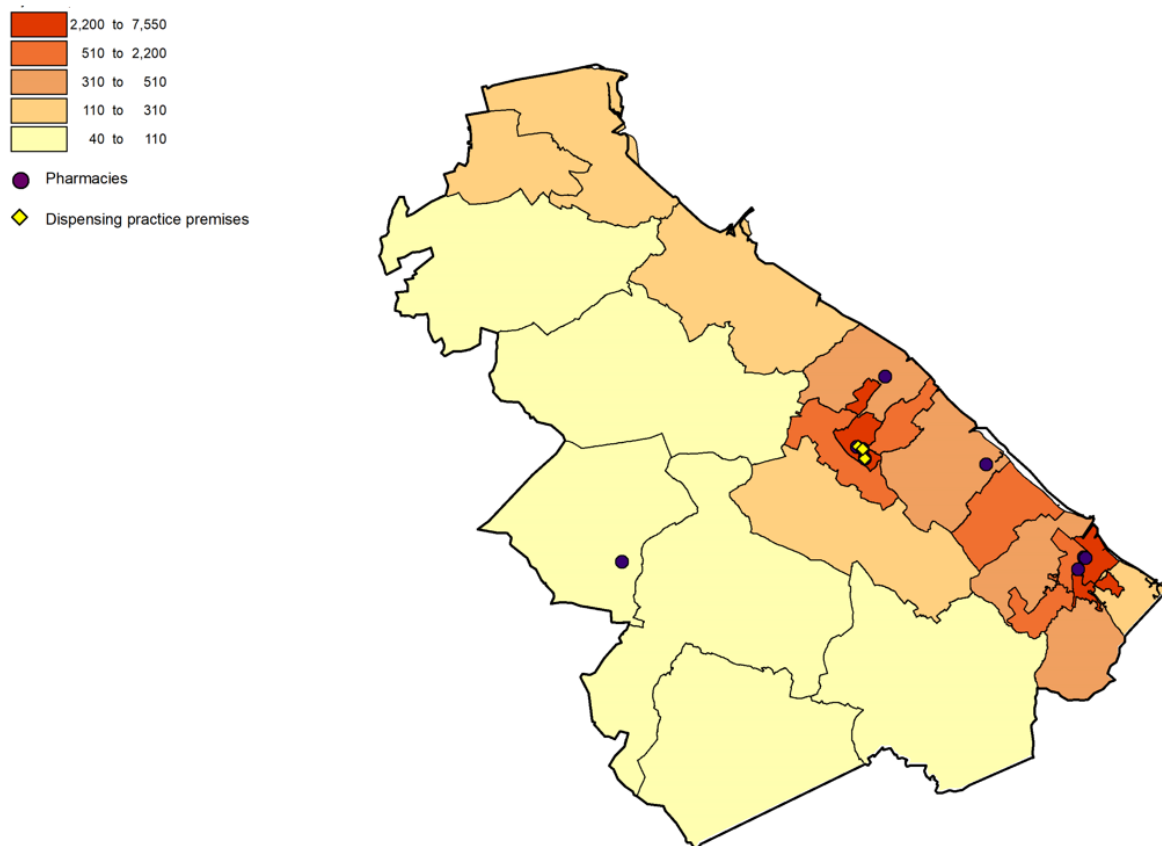 2,200 to 7,550
510 to 2,200
310 to 510
110 to 310
40 to 110
Pharmacies
Dispensing practice premises